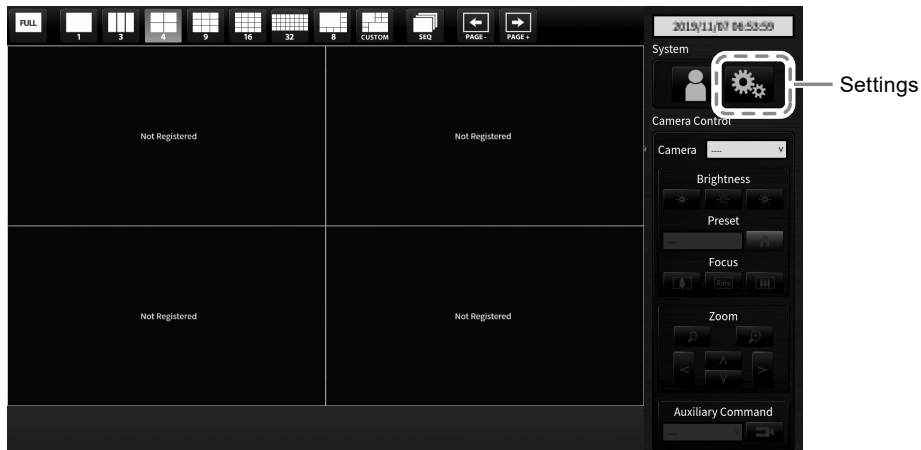 FULL 1 3 4 9 16 32 8 CUSTOM SEQ PAGE- PAGE+
2019/11/07 06:53:59
System
Settings
Camera Control
Camera ---- v
Not Registered Not Registered
Brightness
Preset
---- v
Focus
Auto
Not Registered Not Registered
Zoom
Auxiliary Command
---- v